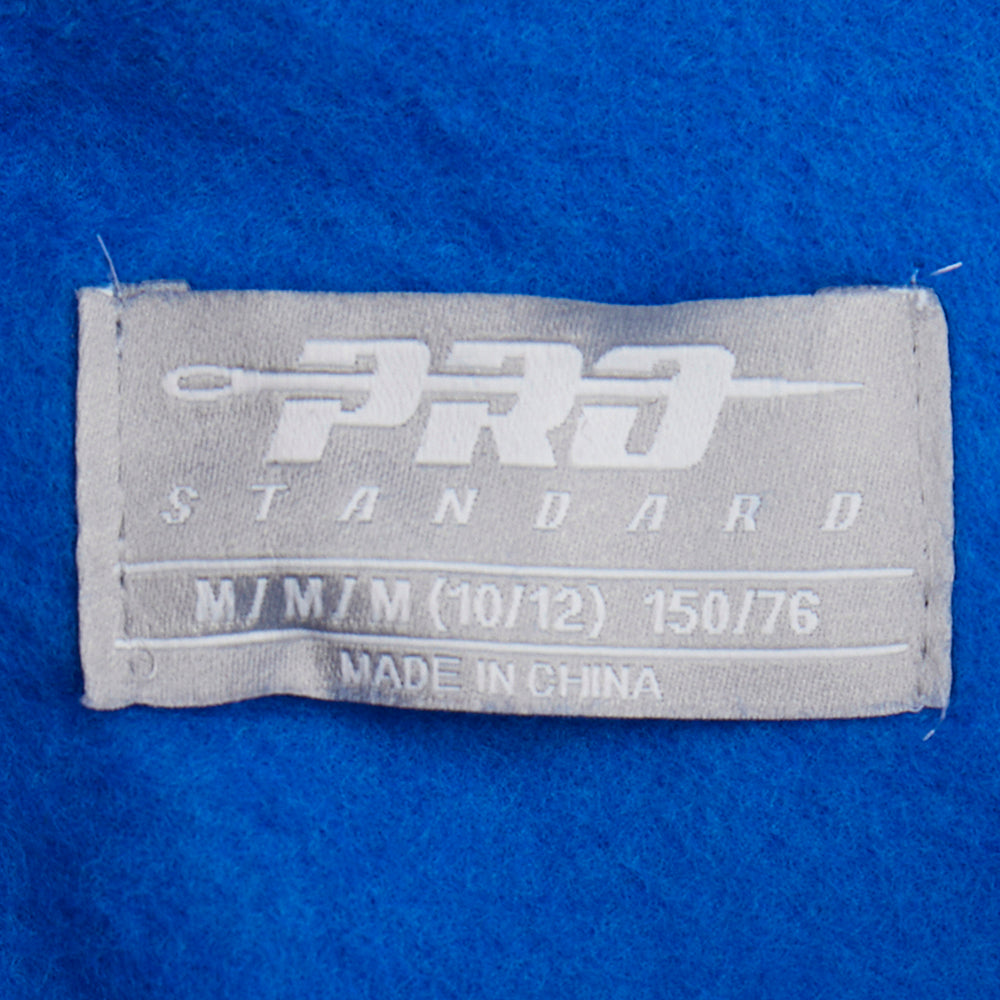 PRO
STANDARD
M/M/M (10/12) 150/76
MADE IN CHINA